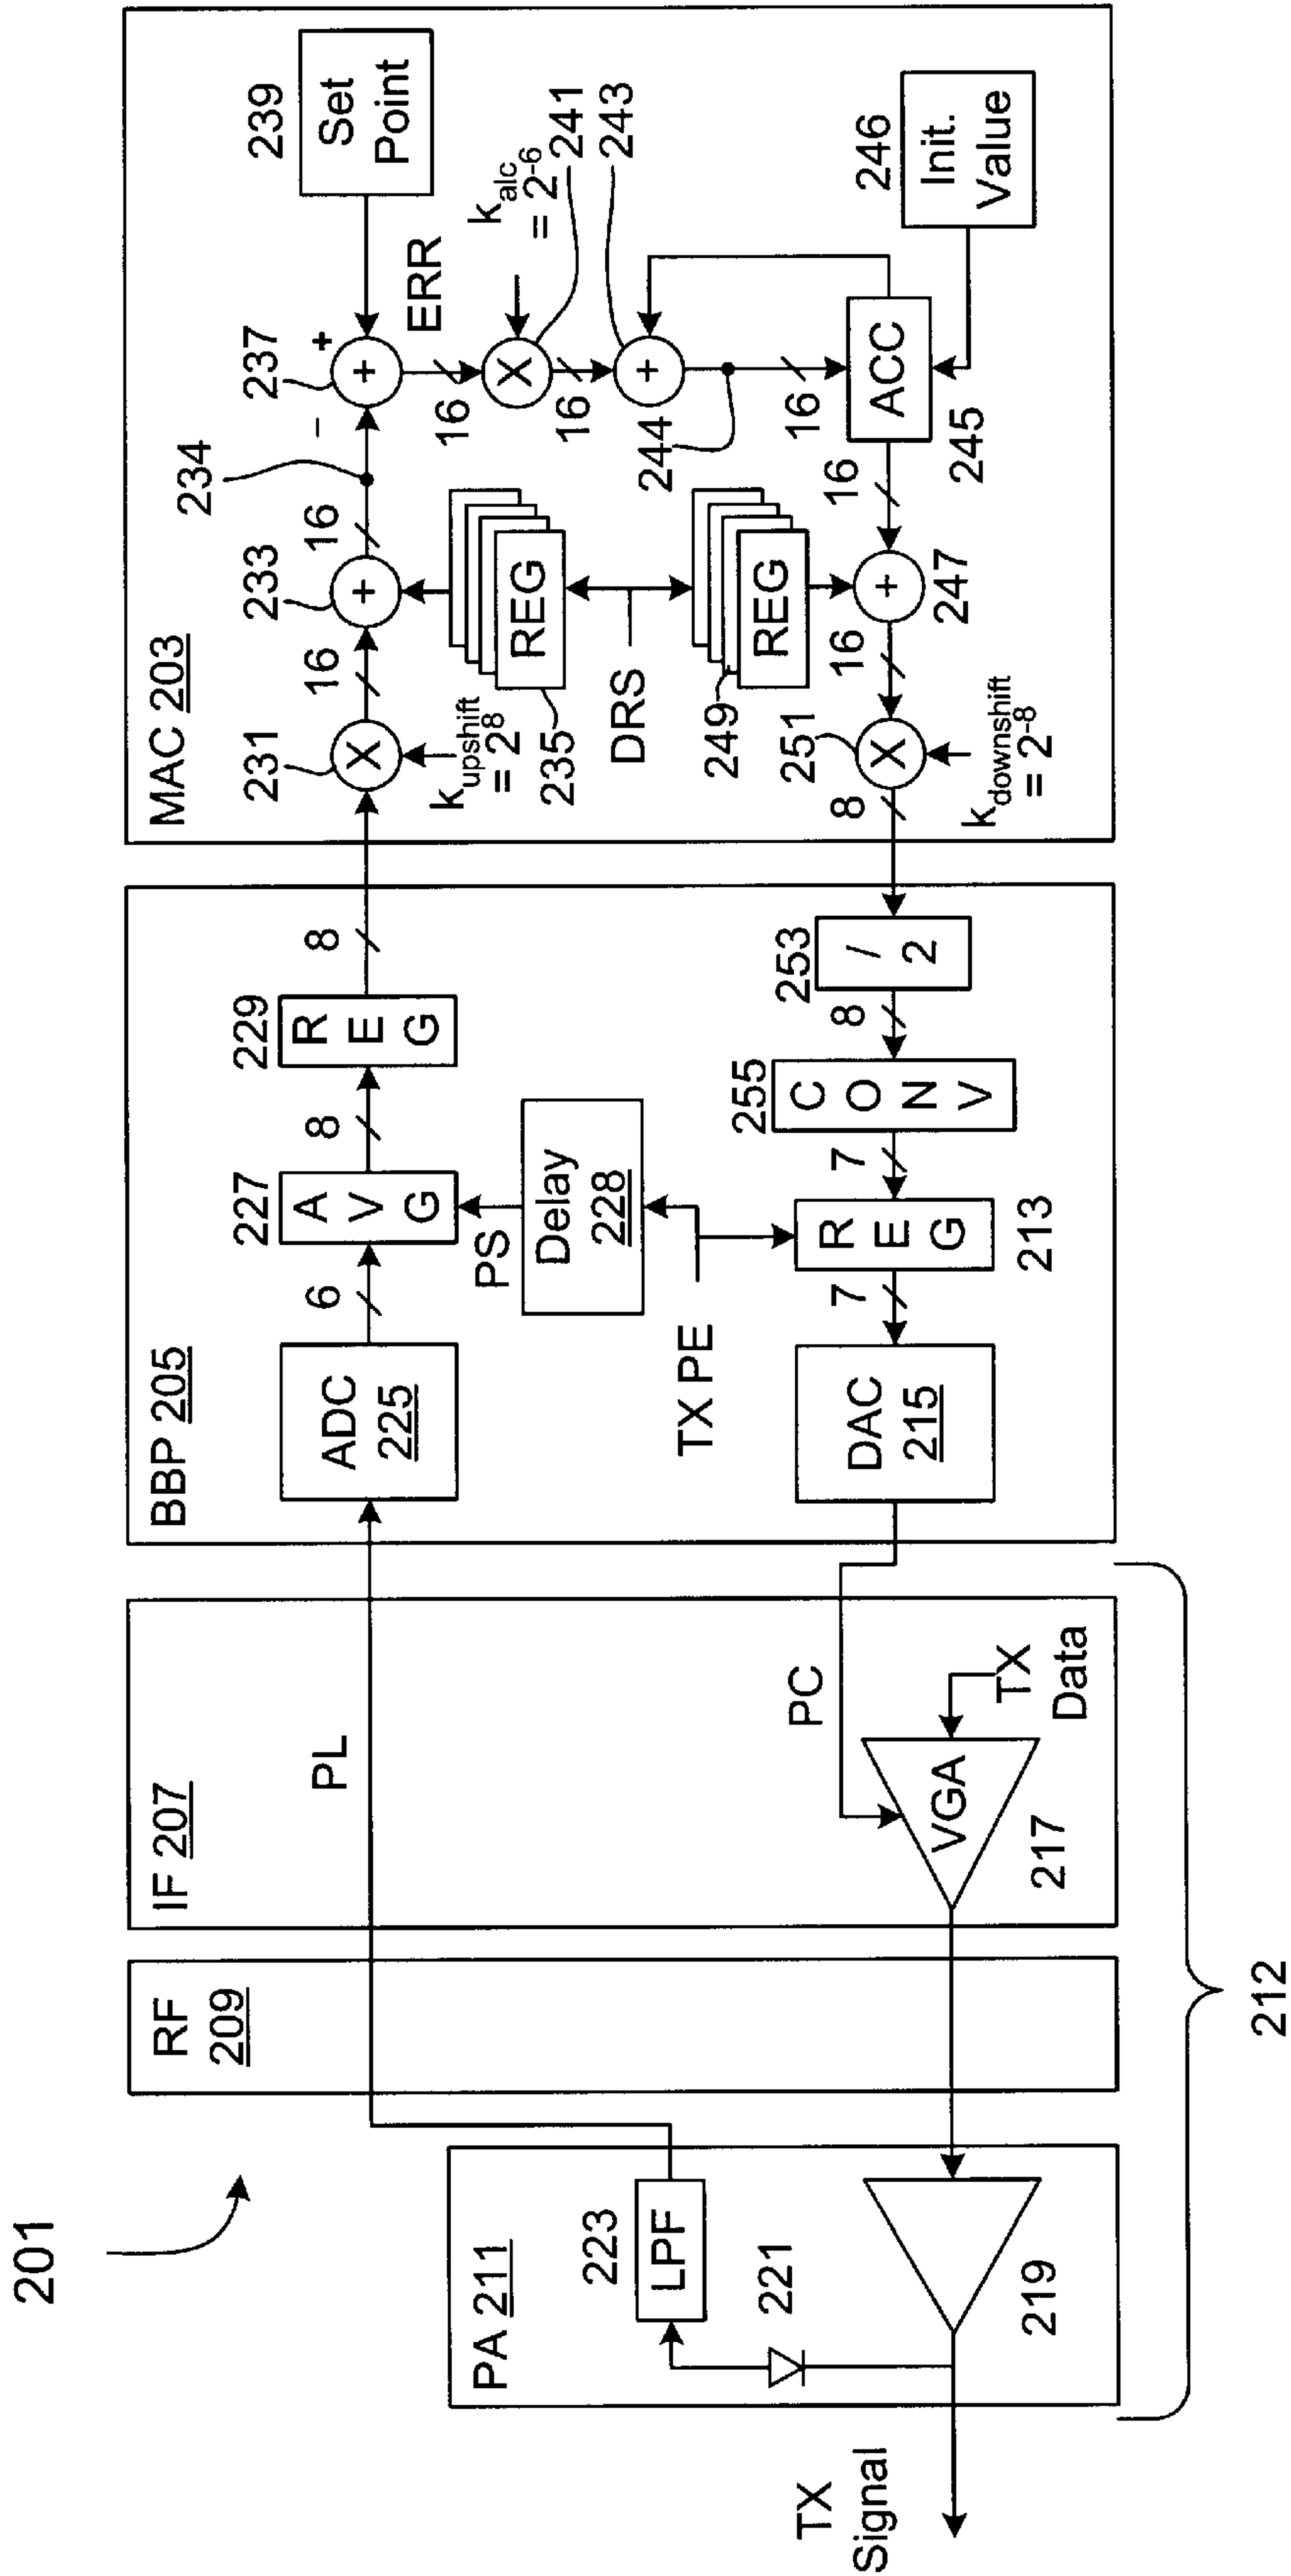 201
PA 211
RF
209
IF 207
BBP 205
MAC 203
TX
Signal
219
221
223
LPF
PL
PC
VGA
217
TX
Data
212
ADC
225
6
227
A
V
G
8
229
R
E
G
8
PS
Delay
228
TX PE
DAC
215
7
R
E
G
213
7
255
C
O
N
V
8
253
/
2
8
231
X
kupshift
= 2^8
16
233
+
16
234
−
237
+
+
239
Set
Point
ERR
16
X
kalc
= 2^-6
241
16
+
243
244
16
ACC
245
246
Init.
Value
16
+
247
16
REG
235
DRS
REG
249
251
X
kdownshift
= 2^-8